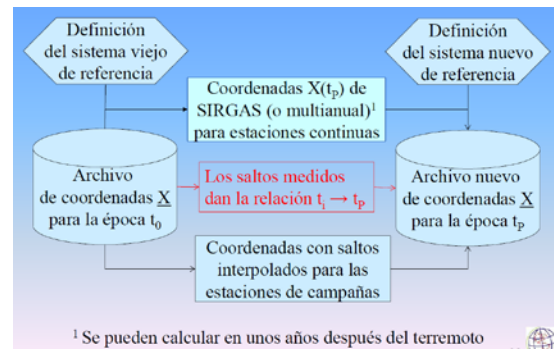 Definición
del sistema viejo
de referencia
Definición
del sistema nuevo
de referencia
Coordenadas X(tP) de
SIRGAS (o multianual)1
para estaciones continuas
Archivo
de coordenadas X
para la época t0
Los saltos medidos
dan la relación ti → tP
Archivo nuevo
de coordenadas X
para la época tP
Coordenadas con saltos
interpolados para las
estaciones de campañas
1 Se pueden calcular en unos años después del terremoto